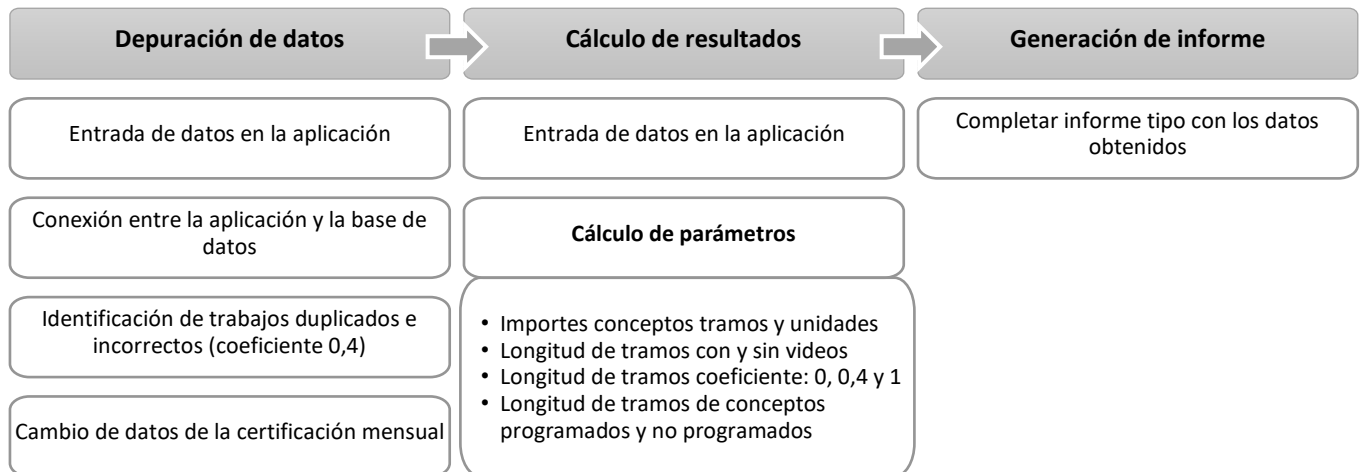 Depuración de datos
Entrada de datos en la aplicación
Conexión entre la aplicación y la base de
datos
Identificación de trabajos duplicados e
incorrectos (coeficiente 0,4)
Cambio de datos de la certificación mensual
Cálculo de resultados
Entrada de datos en la aplicación
Cálculo de parámetros
• Importes conceptos tramos y unidades
• Longitud de tramos con y sin videos
• Longitud de tramos coeficiente: 0, 0,4 y 1
• Longitud de tramos de conceptos
programados y no programados
Generación de informe
Completar informe tipo con los datos
obtenidos